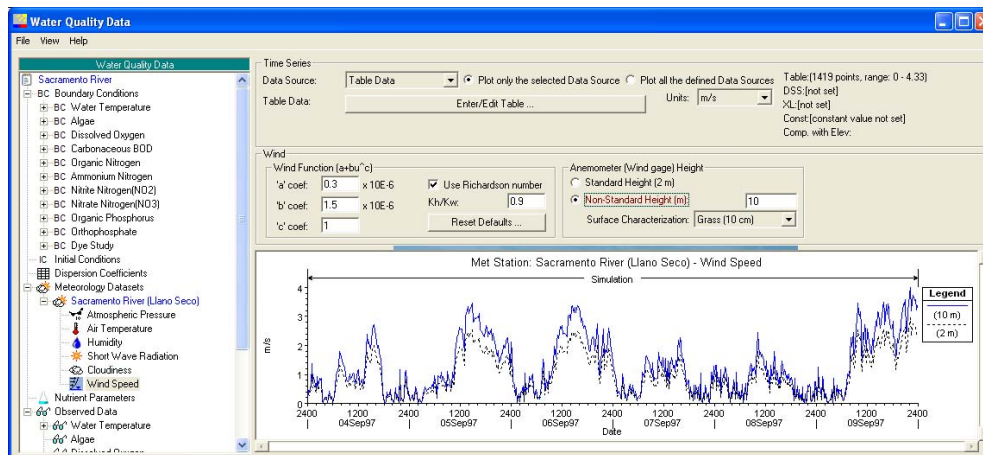 Water Quality Data
File View Help
Water Quality Data
Sacramento River
BC Boundary Conditions
BC Water Temperature
BC Algae
BC Dissolved Oxygen
BC Carbonaceous BOD
BC Organic Nitrogen
BC Ammonium Nitrogen
BC Nitrite Nitrogen(NO2)
BC Nitrate Nitrogen(NO3)
BC Organic Phosphorus
BC Orthophosphate
BC Dye Study
IC Initial Conditions
Dispersion Coefficients
Meteorology Datasets
Sacramento River (Llano Seco)
Atmospheric Pressure
Air Temperature
Humidity
Short Wave Radiation
Cloudiness
Wind Speed
Nutrient Parameters
Observed Data
Water Temperature
Algae
Time Series
Data Source: Table Data Plot only the selected Data Source Plot all the defined Data Sources
Table Data: Enter/Edit Table ... Units: m/s
Table:(1419 points, range: 0 - 4.33)
DSS:[not set]
XL:[not set]
Const:[constant value not set]
Comp. with Elev:
Wind
Wind Function (a+bu^c)
'a' coef: 0.3 x 10E-6 Use Richardson number
'b' coef: 1.5 x 10E-6 Kh/Kw: 0.9
'c' coef: 1 Reset Defaults ...
Anemometer (Wind gage) Height
Standard Height (2 m)
Non-Standard Height (m): 10
Surface Characterization: Grass (10 cm)
Met Station: Sacramento River (Llano Seco) - Wind Speed
Simulation
4
3
2
1
0
m/s
2400 1200 2400 1200 2400 1200 2400 1200 2400 1200 2400 1200 2400
04Sep97 05Sep97 06Sep97 07Sep97 08Sep97 09Sep97
Date
Legend
(10 m)
(2 m)